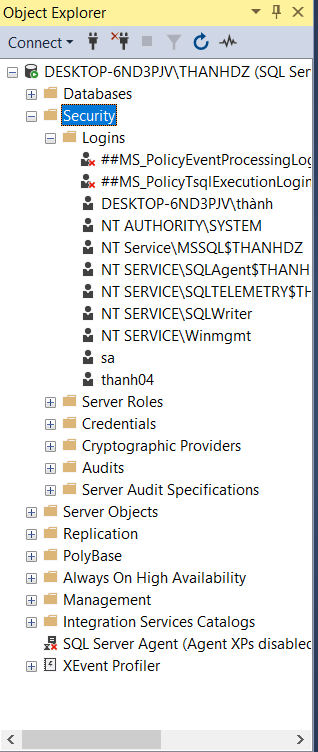 Object Explorer
Connect
DESKTOP-6ND3PJV\THANHDZ (SQL Ser
Databases
Security
Logins
##MS_PolicyEventProcessingLog
##MS_PolicyTsqlExecutionLogin
DESKTOP-6ND3PJV\thành
NT AUTHORITY\SYSTEM
NT Service\MSSQL$THANHDZ
NT SERVICE\SQLAgent$THANH
NT SERVICE\SQLTELEMETRY$TH
NT SERVICE\SQLWriter
NT SERVICE\Winmgmt
sa
thanh04
Server Roles
Credentials
Cryptographic Providers
Audits
Server Audit Specifications
Server Objects
Replication
PolyBase
Always On High Availability
Management
Integration Services Catalogs
SQL Server Agent (Agent XPs disabled
XEvent Profiler